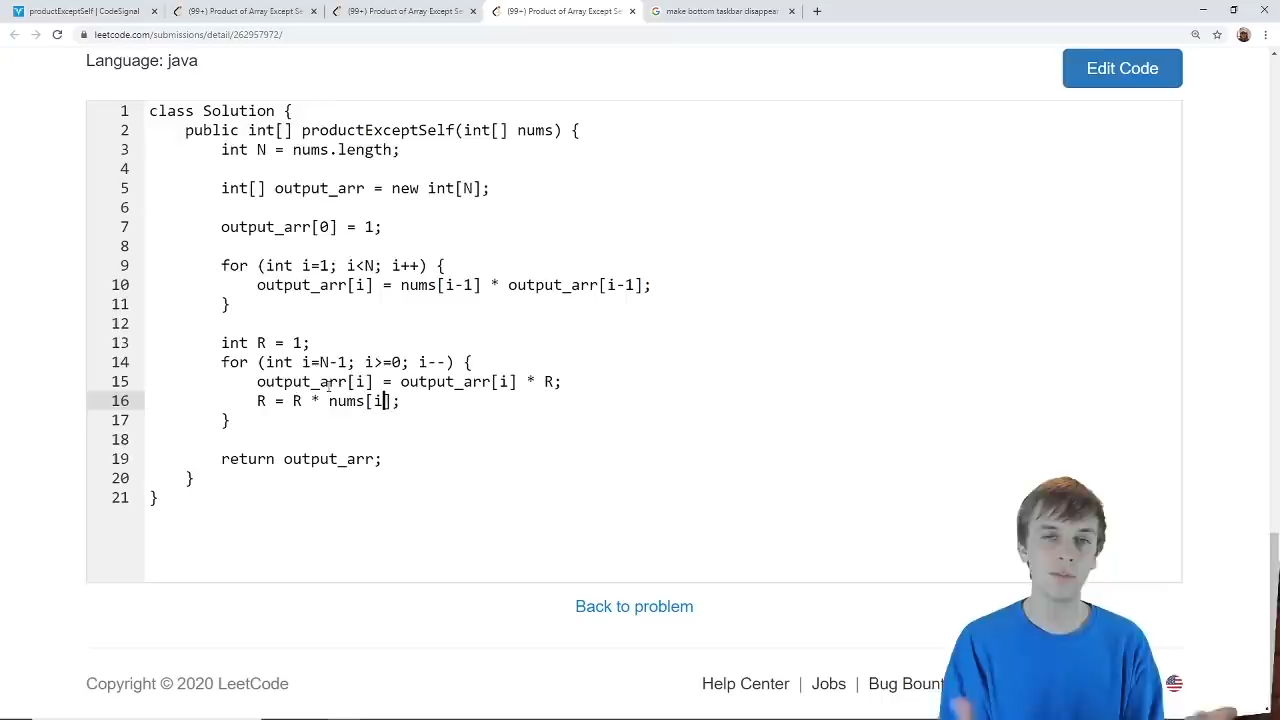 productExceptSelf | CodeSignal
(99+) Product of Array Except Se
(99+) Product of Array Except Se
(99+) Product of Array Except Se
make bottom taskbar disappear
leetcode.com/submissions/detail/262957972/
Language: java
Edit Code
1 class Solution {
2 public int[] productExceptSelf(int[] nums) {
3 int N = nums.length;
4
5 int[] output_arr = new int[N];
6
7 output_arr[0] = 1;
8
9 for (int i=1; i<N; i++) {
10 output_arr[i] = nums[i-1] * output_arr[i-1];
11 }
12
13 int R = 1;
14 for (int i=N-1; i>=0; i--) {
15 output_arr[i] = output_arr[i] * R;
16 R = R * nums[i];
17 }
18
19 return output_arr;
20 }
21 }
Back to problem
Copyright © 2020 LeetCode
Help Center | Jobs | Bug Bount